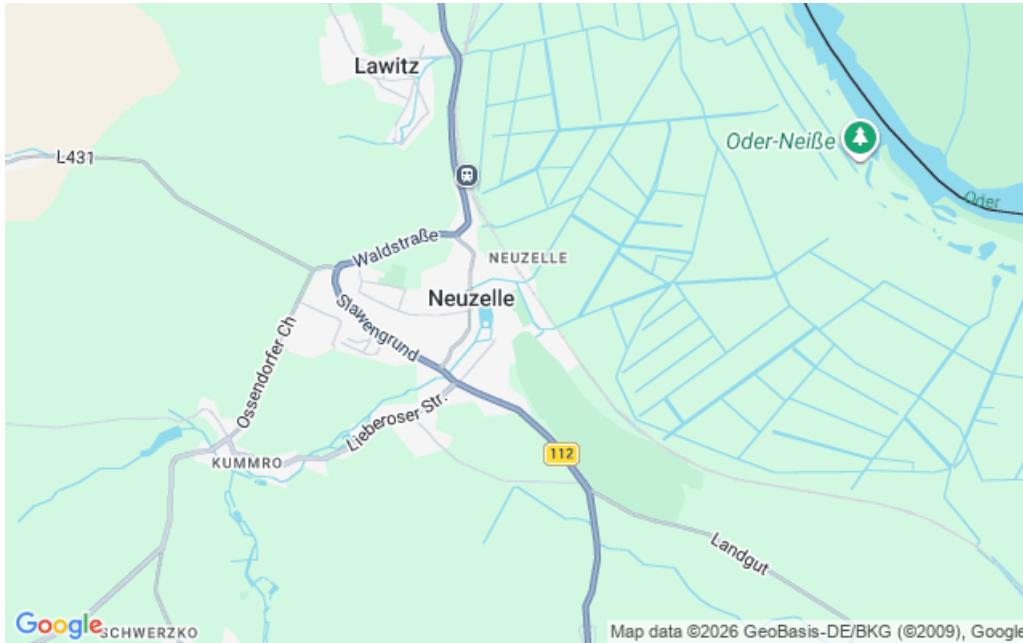 Lawitz
Oder-Neiße
L431
Oder
Waldstraße
NEUZELLE
Neuzelle
Slawengrund
Ossendorfer Ch
Lieberoser Str.
112
KUMMRO
Landgut
Google
SCHWERZKO
Map data ©2026 GeoBasis-DE/BKG (©2009), Google